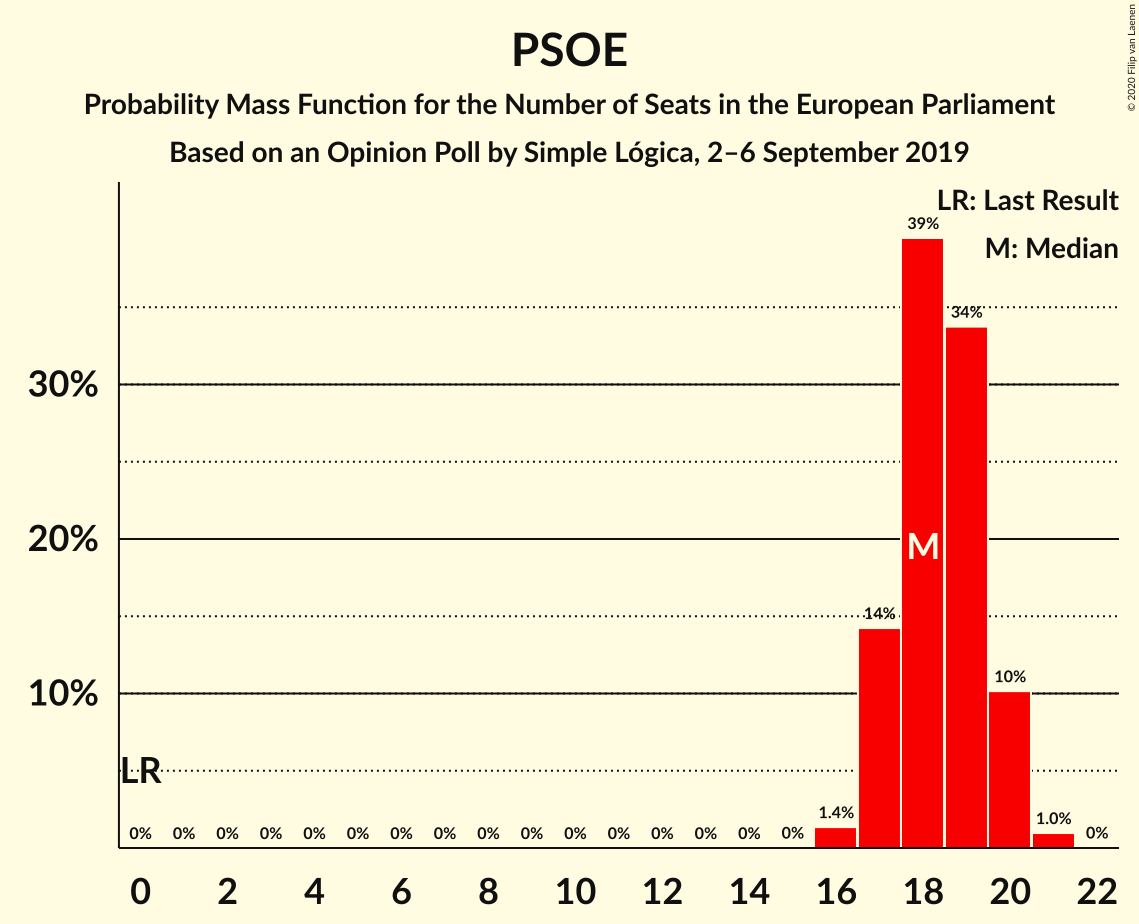 PSOE
Probability Mass Function for the Number of Seats in the European Parliament
Based on an Opinion Poll by Simple Lógica, 2–6 September 2019
© 2020 Filip van Laenen
LR: Last Result
M: Median
30%
20%
10%
LR
M
0% 0% 0% 0% 0% 0% 0% 0% 0% 0% 0% 0% 0% 0% 0% 0% 1.4% 14% 39% 34% 10% 1.0% 0%
0 2 4 6 8 10 12 14 16 18 20 22